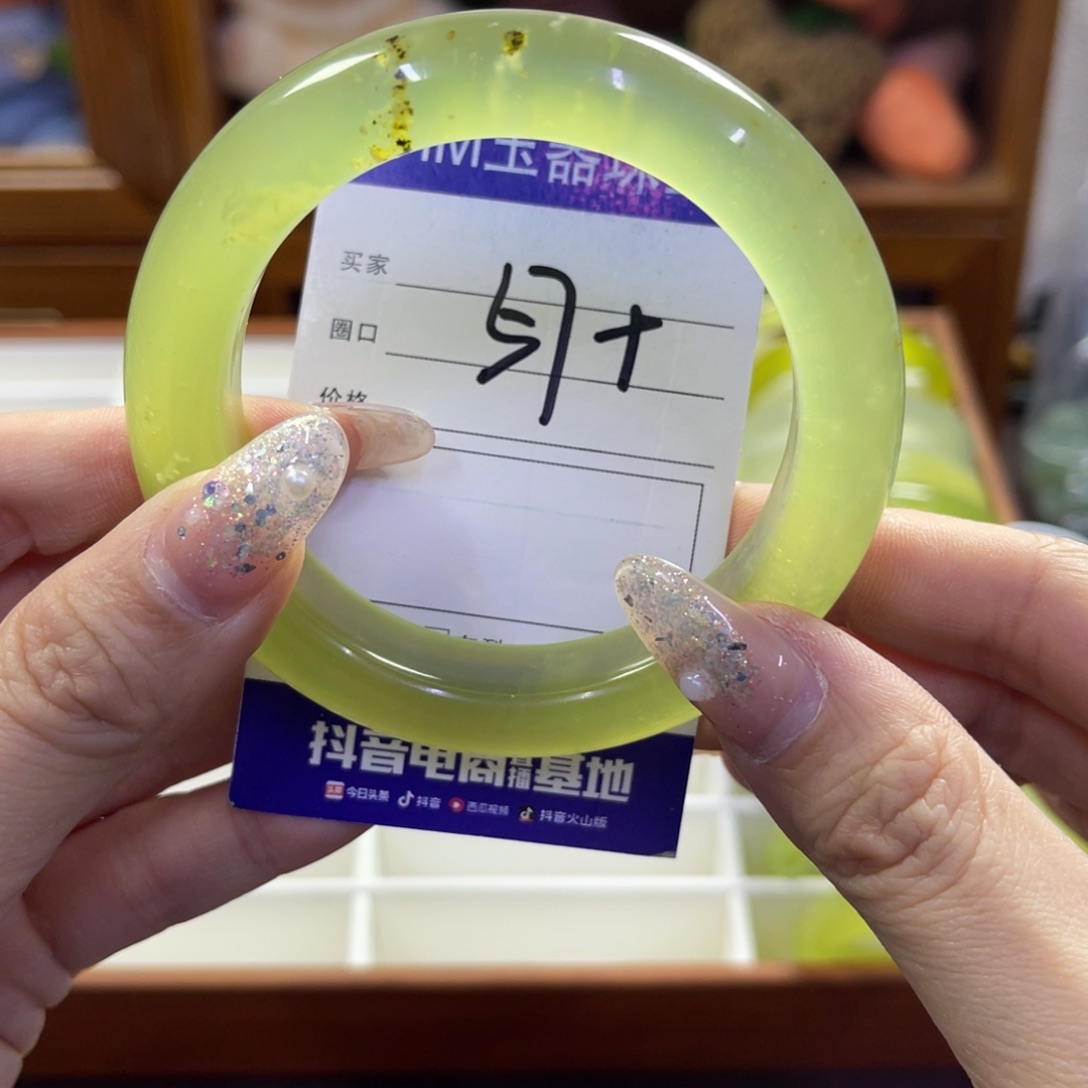 玉器
买家
圈口 57+
价格
抖音电商直播基地
今日头条 抖音 西瓜视频 抖音火山版